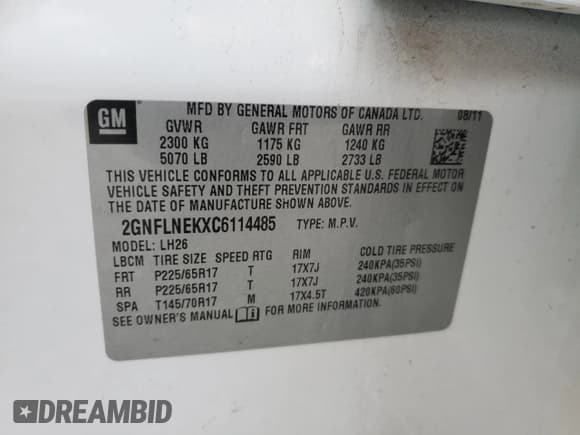 GM
MFD BY GENERAL MOTORS OF CANADA LTD. 08/11
GVWR GAWR FRT GAWR RR
2300 KG 1175 KG 1240 KG
5070 LB 2590 LB 2733 LB
THIS VEHICLE CONFORMS TO ALL APPLICABLE U.S. FEDERAL MOTOR
VEHICLE SAFETY AND THEFT PREVENTION STANDARDS IN EFFECT ON
THE DATE OF MANUFACTURE SHOWN ABOVE.
2GNFLNEKXC6114485 TYPE: M.P.V.
MODEL: LH26
LBCM TIRE SIZE SPEED RTG RIM COLD TIRE PRESSURE
FRT P225/65R17 T 17X7J 240KPA(35PSI)
RR P225/65R17 T 17X7J 240KPA(35PSI)
SPA T145/70R17 M 17X4.5T 420KPA(60PSI)
SEE OWNER'S MANUAL FOR MORE INFORMATION.
DREAMBID